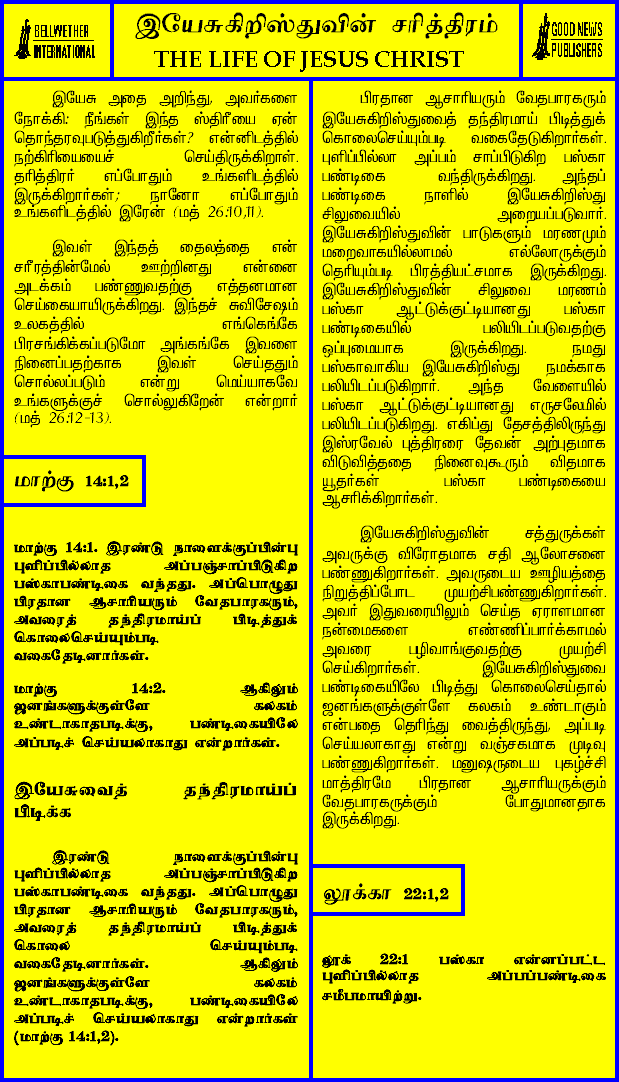 BELLWETHER
INTERNATIONAL
இயேசுகிறிஸ்துவின் சரித்திரம்
THE LIFE OF JESUS CHRIST
GOOD NEWS
PUBLISHERS
இயேசு அதை அறிந்து, அவர்களை
நோக்கி: நீங்கள் இந்த ஸ்திரீயை ஏன்
தொந்தரவுபடுத்துகிறீர்கள்? என்னிடத்தில்
நற்கிரியையைச் செய்திருக்கிறாள்.
தரித்திரர் எப்போதும் உங்களிடத்தில்
இருக்கிறார்கள்; நானோ எப்போதும்
உங்களிடத்தில் இரேன் (மத் 26:10,11).
இவள் இந்தத் தைலத்தை என்
சரீரத்தின்மேல் ஊற்றினது என்னை
அடக்கம் பண்ணுவதற்கு எத்தனமான
செய்கையாயிருக்கிறது. இந்தச் சுவிசேஷம்
உலகத்தில் எங்கெங்கே
பிரசங்கிக்கப்படுமோ அங்கங்கே இவளை
நினைப்பதற்காக இவள் செய்ததும்
சொல்லப்படும் என்று மெய்யாகவே
உங்களுக்குச் சொல்லுகிறேன் என்றார்
(மத் 26:12-13).
மாற்கு 14:1,2
மாற்கு 14:1. இரண்டு நாளைக்குப்பின்பு
புளிப்பில்லாத அப்பஞ்சாப்பிடுகிற
பஸ்காபண்டிகை வந்தது. அப்பொழுது
பிரதான ஆசாரியரும் வேதபாரகரும்,
அவரைத் தந்திரமாய்ப் பிடித்துக்
கொலைசெய்யும்படி
வகைதேடினார்கள்.
மாற்கு 14:2. ஆகிலும்
ஜனங்களுக்குள்ளே கலகம்
உண்டாகாதபடிக்கு, பண்டிகையிலே
அப்படிச் செய்யலாகாது என்றார்கள்.
இயேசுவைத் தந்திரமாய்ப்
பிடிக்க
இரண்டு நாளைக்குப்பின்பு
புளிப்பில்லாத அப்பஞ்சாப்பிடுகிற
பஸ்காபண்டிகை வந்தது. அப்பொழுது
பிரதான ஆசாரியரும் வேதபாரகரும்,
அவரைத் தந்திரமாய்ப் பிடித்துக்
கொலை செய்யும்படி
வகைதேடினார்கள். ஆகிலும்
ஜனங்களுக்குள்ளே கலகம்
உண்டாகாதபடிக்கு, பண்டிகையிலே
அப்படிச் செய்யலாகாது என்றார்கள்
(மாற்கு 14:1,2).
பிரதான ஆசாரியரும் வேதபாரகரும்
இயேசுகிறிஸ்துவைத் தந்திரமாய் பிடித்துக்
கொலைசெய்யும்படி வகைதேடுகிறார்கள்.
புளிப்பில்லா அப்பம் சாப்பிடுகிற பஸ்கா
பண்டிகை வந்திருக்கிறது. அந்தப்
பண்டிகை நாளில் இயேசுகிறிஸ்து
சிலுவையில் அறையப்படுவார்.
இயேசுகிறிஸ்துவின் பாடுகளும் மரணமும்
மறைவாகயில்லாமல் எல்லோருக்கும்
தெரியும்படி பிரத்தியட்சமாக இருக்கிறது.
இயேசுகிறிஸ்துவின் சிலுவை மரணம்
பஸ்கா ஆட்டுக்குட்டியானது பஸ்கா
பண்டிகையில் பலியிடப்படுவதற்கு
ஒப்புமையாக இருக்கிறது. நமது
பஸ்காவாகிய இயேசுகிறிஸ்து நமக்காக
பலியிடப்படுகிறார். அந்த வேளையில்
பஸ்கா ஆட்டுக்குட்டியானது எருசலேமில்
பலியிடப்படுகிறது. எகிப்து தேசத்திலிருந்து
இஸ்ரவேல் புத்திரரை தேவன் அற்புதமாக
விடுவித்ததை நினைவுகூரும் விதமாக
யூதர்கள் பஸ்கா பண்டிகையை
ஆசரிக்கிறார்கள்.
இயேசுகிறிஸ்துவின் சத்துருக்கள்
அவருக்கு விரோதமாக சதி ஆலோசனை
பண்ணுகிறார்கள். அவருடைய ஊழியத்தை
நிறுத்திப்போட முயற்சிபண்ணுகிறார்கள்.
அவர் இதுவரையிலும் செய்த ஏராளமான
நன்மைகளை எண்ணிப்பார்க்காமல்
அவரை பழிவாங்குவதற்கு முயற்சி
செய்கிறார்கள். இயேசுகிறிஸ்துவை
பண்டிகையிலே பிடித்து கொலைசெய்தால்
ஜனங்களுக்குள்ளே கலகம் உண்டாகும்
என்பதை தெரிந்து வைத்திருந்து, அப்படி
செய்யலாகாது என்று வஞ்சகமாக முடிவு
பண்ணுகிறார்கள். மனுஷருடைய புகழ்ச்சி
மாத்திரமே பிரதான ஆசாரியருக்கும்
வேதபாரகருக்கும் போதுமானதாக
இருக்கிறது.
லூக்கா 22:1,2
லூக் 22:1 பஸ்கா என்னப்பட்ட
புளிப்பில்லாத அப்பப்பண்டிகை
சமீபமாயிற்று.